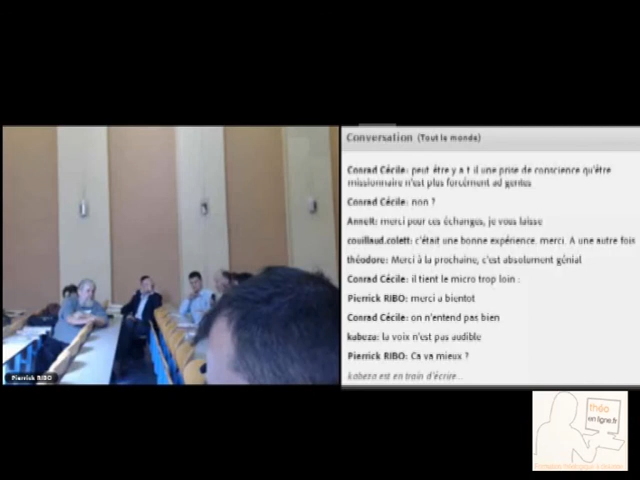 Conversation (Tout le monde)
Conrad Cécile: peut être y a t il une prise de conscience qu'être
missionnaire n'est plus forcément ad gentes
Conrad Cécile: non ?
Annett: merci pour ces échanges, je vous laisse
couillaud.colett: c'était une bonne expérience. merci. A une autre fois
théodore: Merci à la prochaine, c'est absolument génial
Conrad Cécile: il tient le micro trop loin :
Pierrick RIBO: merci a bientot
Conrad Cécile: on n'entend pas bien
kabeza: la voix n'est pas audible
Pierrick RIBO: Ca va mieux ?
kabeza est en train d'écrire...
Pierrick RIBO
théo
en ligne.fr